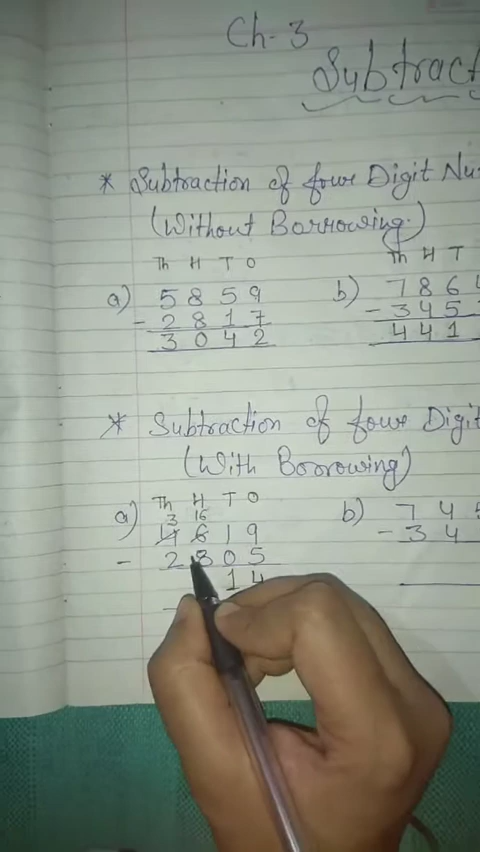 Ch-3
Subtract
* Subtraction of four Digit Nu
(Without Borrowing.)
Th H T O
Th H T
a) 5 8 5 9
- 2 8 1 7
3 0 4 2
b) 7 8 6 4
- 3 4 5
4 4 1
* Subtraction of four Digit
(With Borrowing)
Th H T O
3 16
a) 4 6 1 9
- 2 8 0 5
1 4
b) 7 4
- 3 4